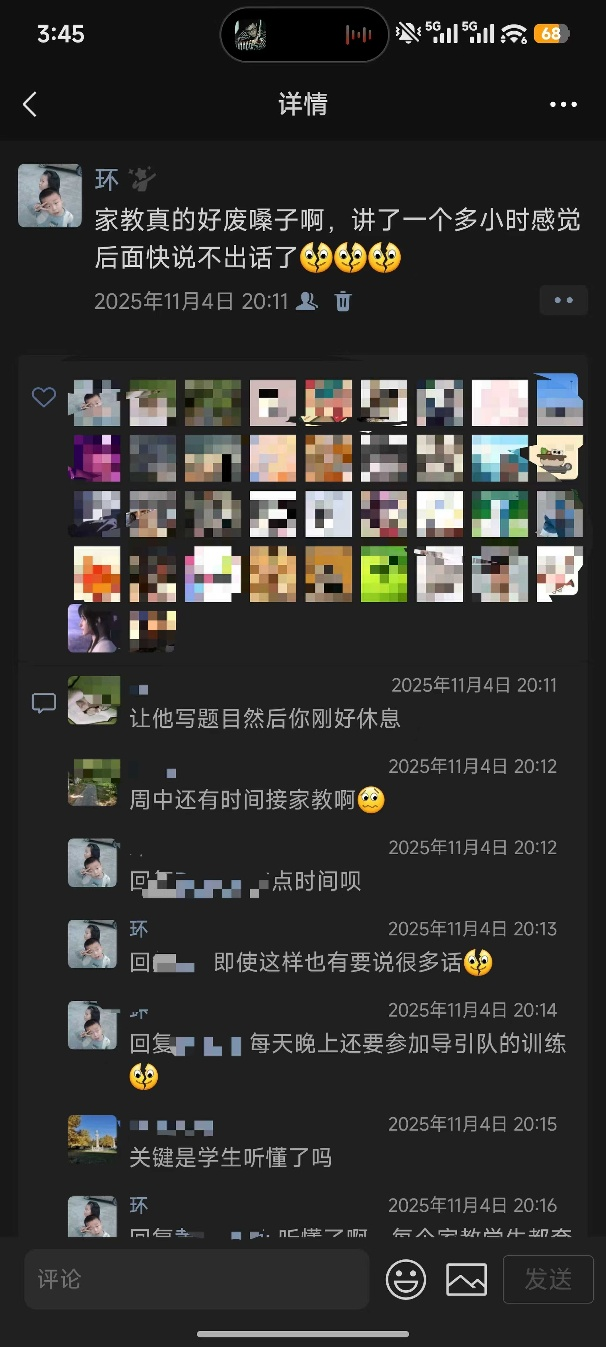 3:45
5G
5G
68
详情
环
家教真的好废嗓子啊，讲了一个多小时感觉
后面快说不出话了
2025年11月4日 20:11
2025年11月4日 20:11
让他写题目然后你刚好休息
2025年11月4日 20:12
周中还有时间接家教啊
2025年11月4日 20:12
点时间呗
环
2025年11月4日 20:13
回 即使这样也有要说很多话
2025年11月4日 20:14
回复 每天晚上还要参加导引队的训练
2025年11月4日 20:15
关键是学生听懂了吗
环
2025年11月4日 20:16
评论
发送